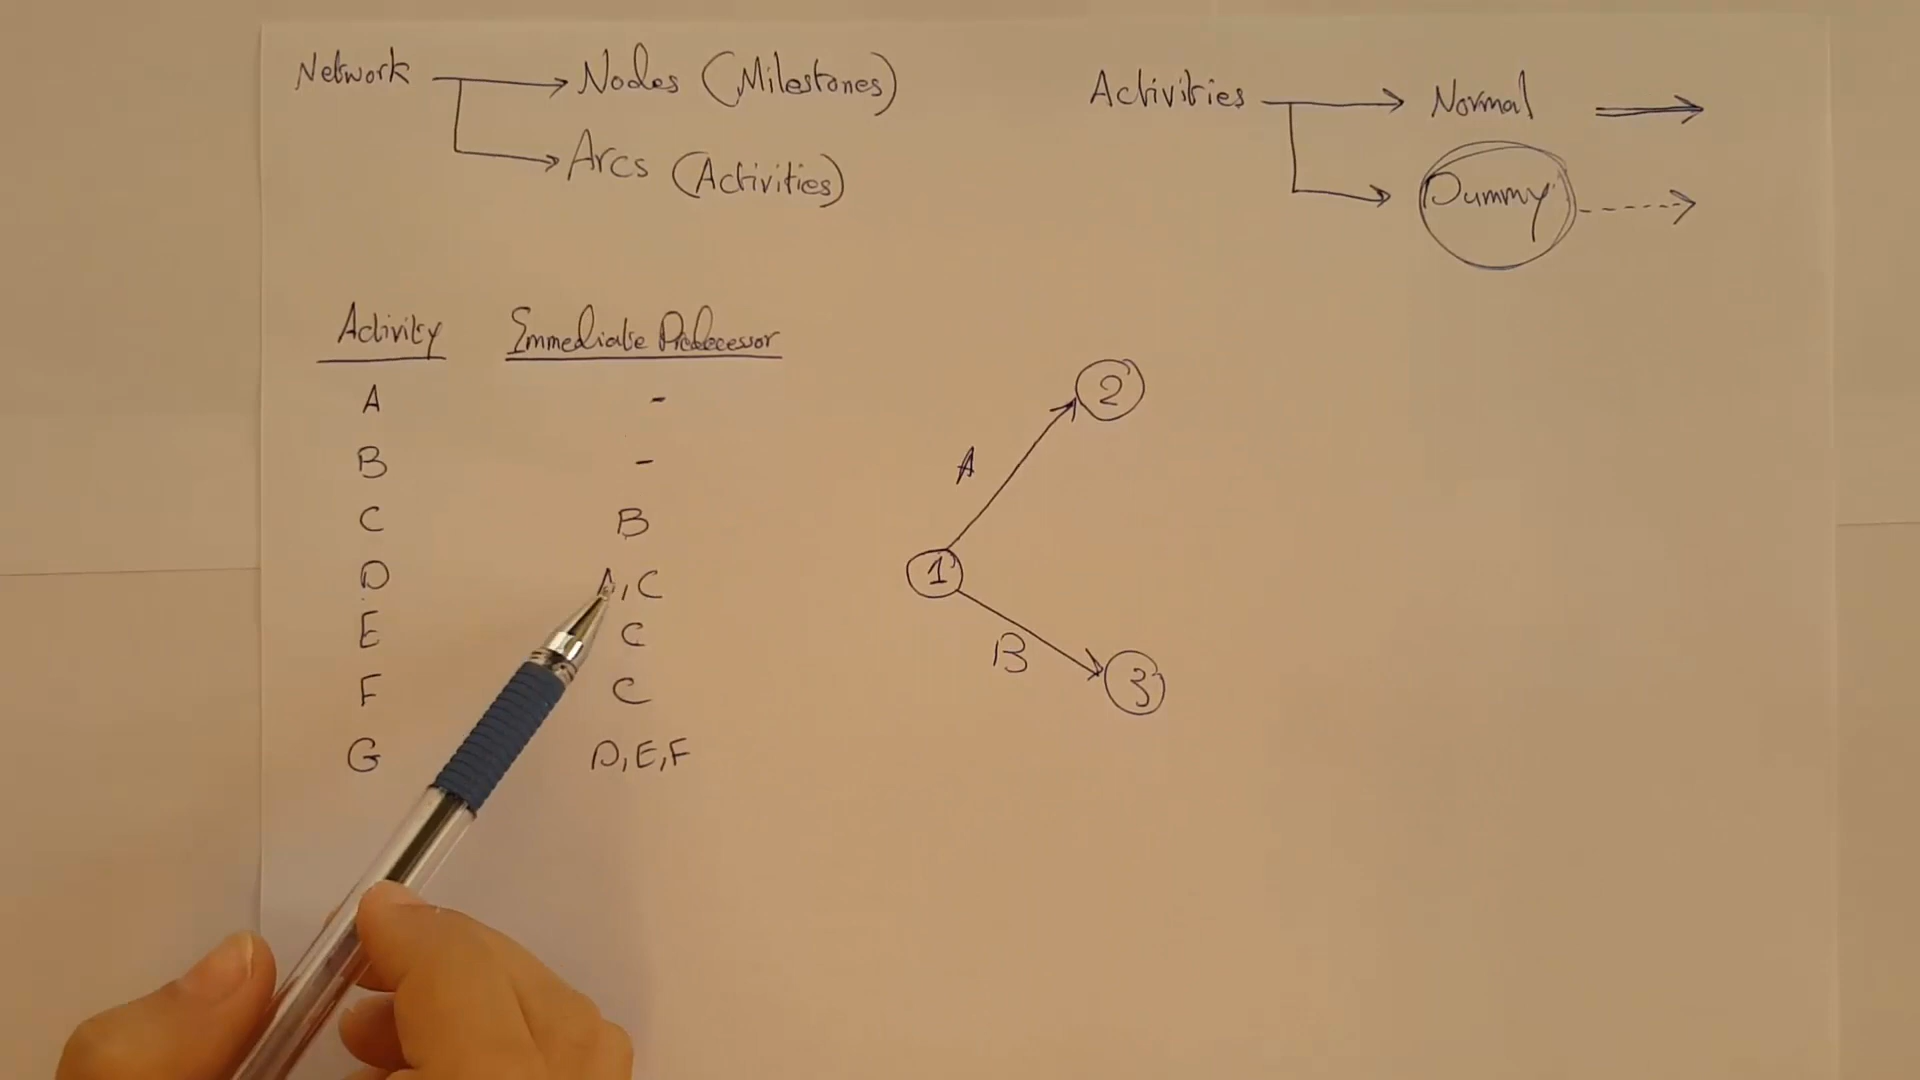 Network → Nodes (Milestones)
→ Arcs (Activities)
Activities → Normal
→ Dummy
Activity Immediate Predecessor
A -
B -
C B
D A,C
E C
F C
G D,E,F
2
A
1
B
3